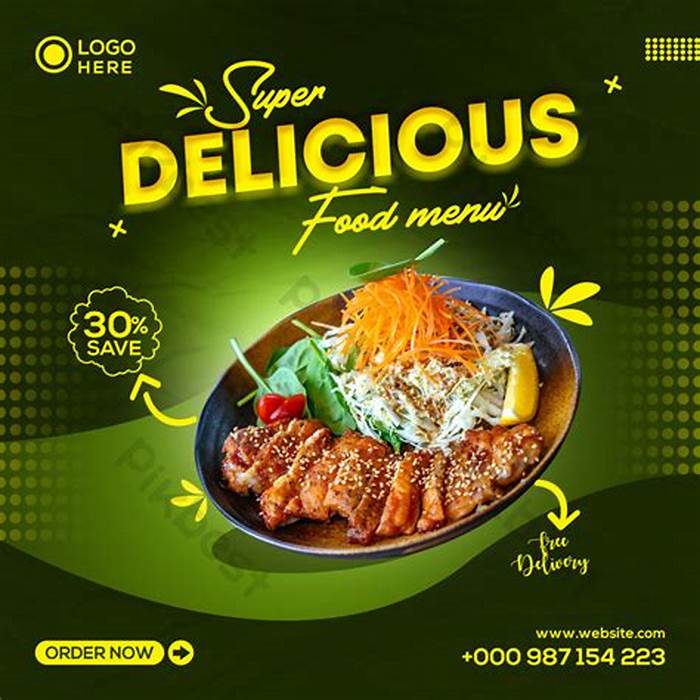 LOGO
HERE
Super
DELICIOUS
Food menu
30%
SAVE
free
Delivery
ORDER NOW
www.website.com
+000 987 154 223
pikbest